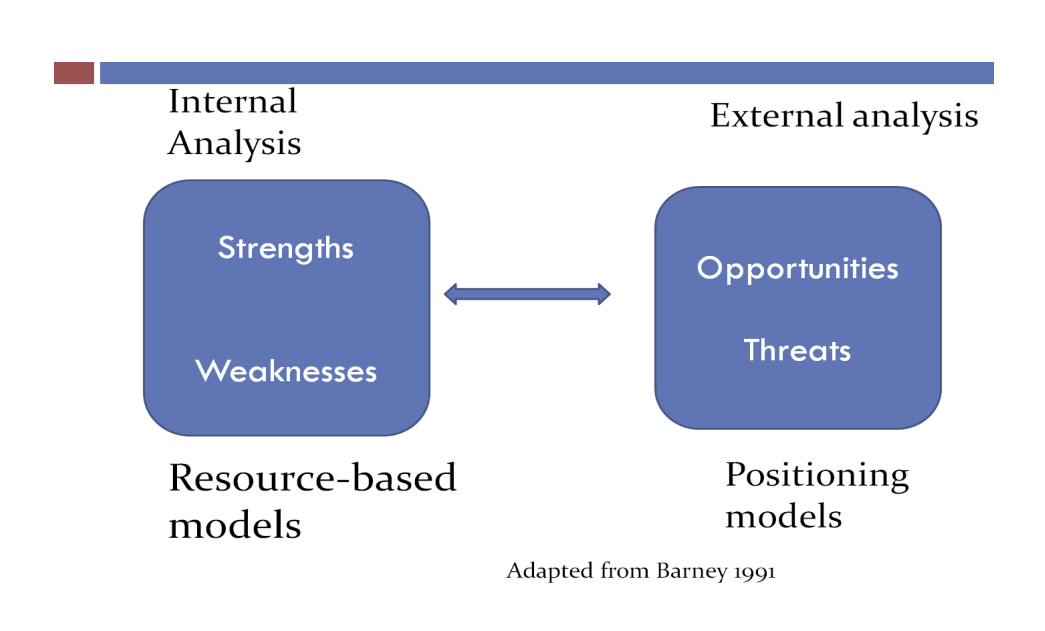 Internal
Analysis
External analysis
Strengths
Weaknesses
Opportunities
Threats
Resource-based
models
Positioning
models
Adapted from Barney 1991